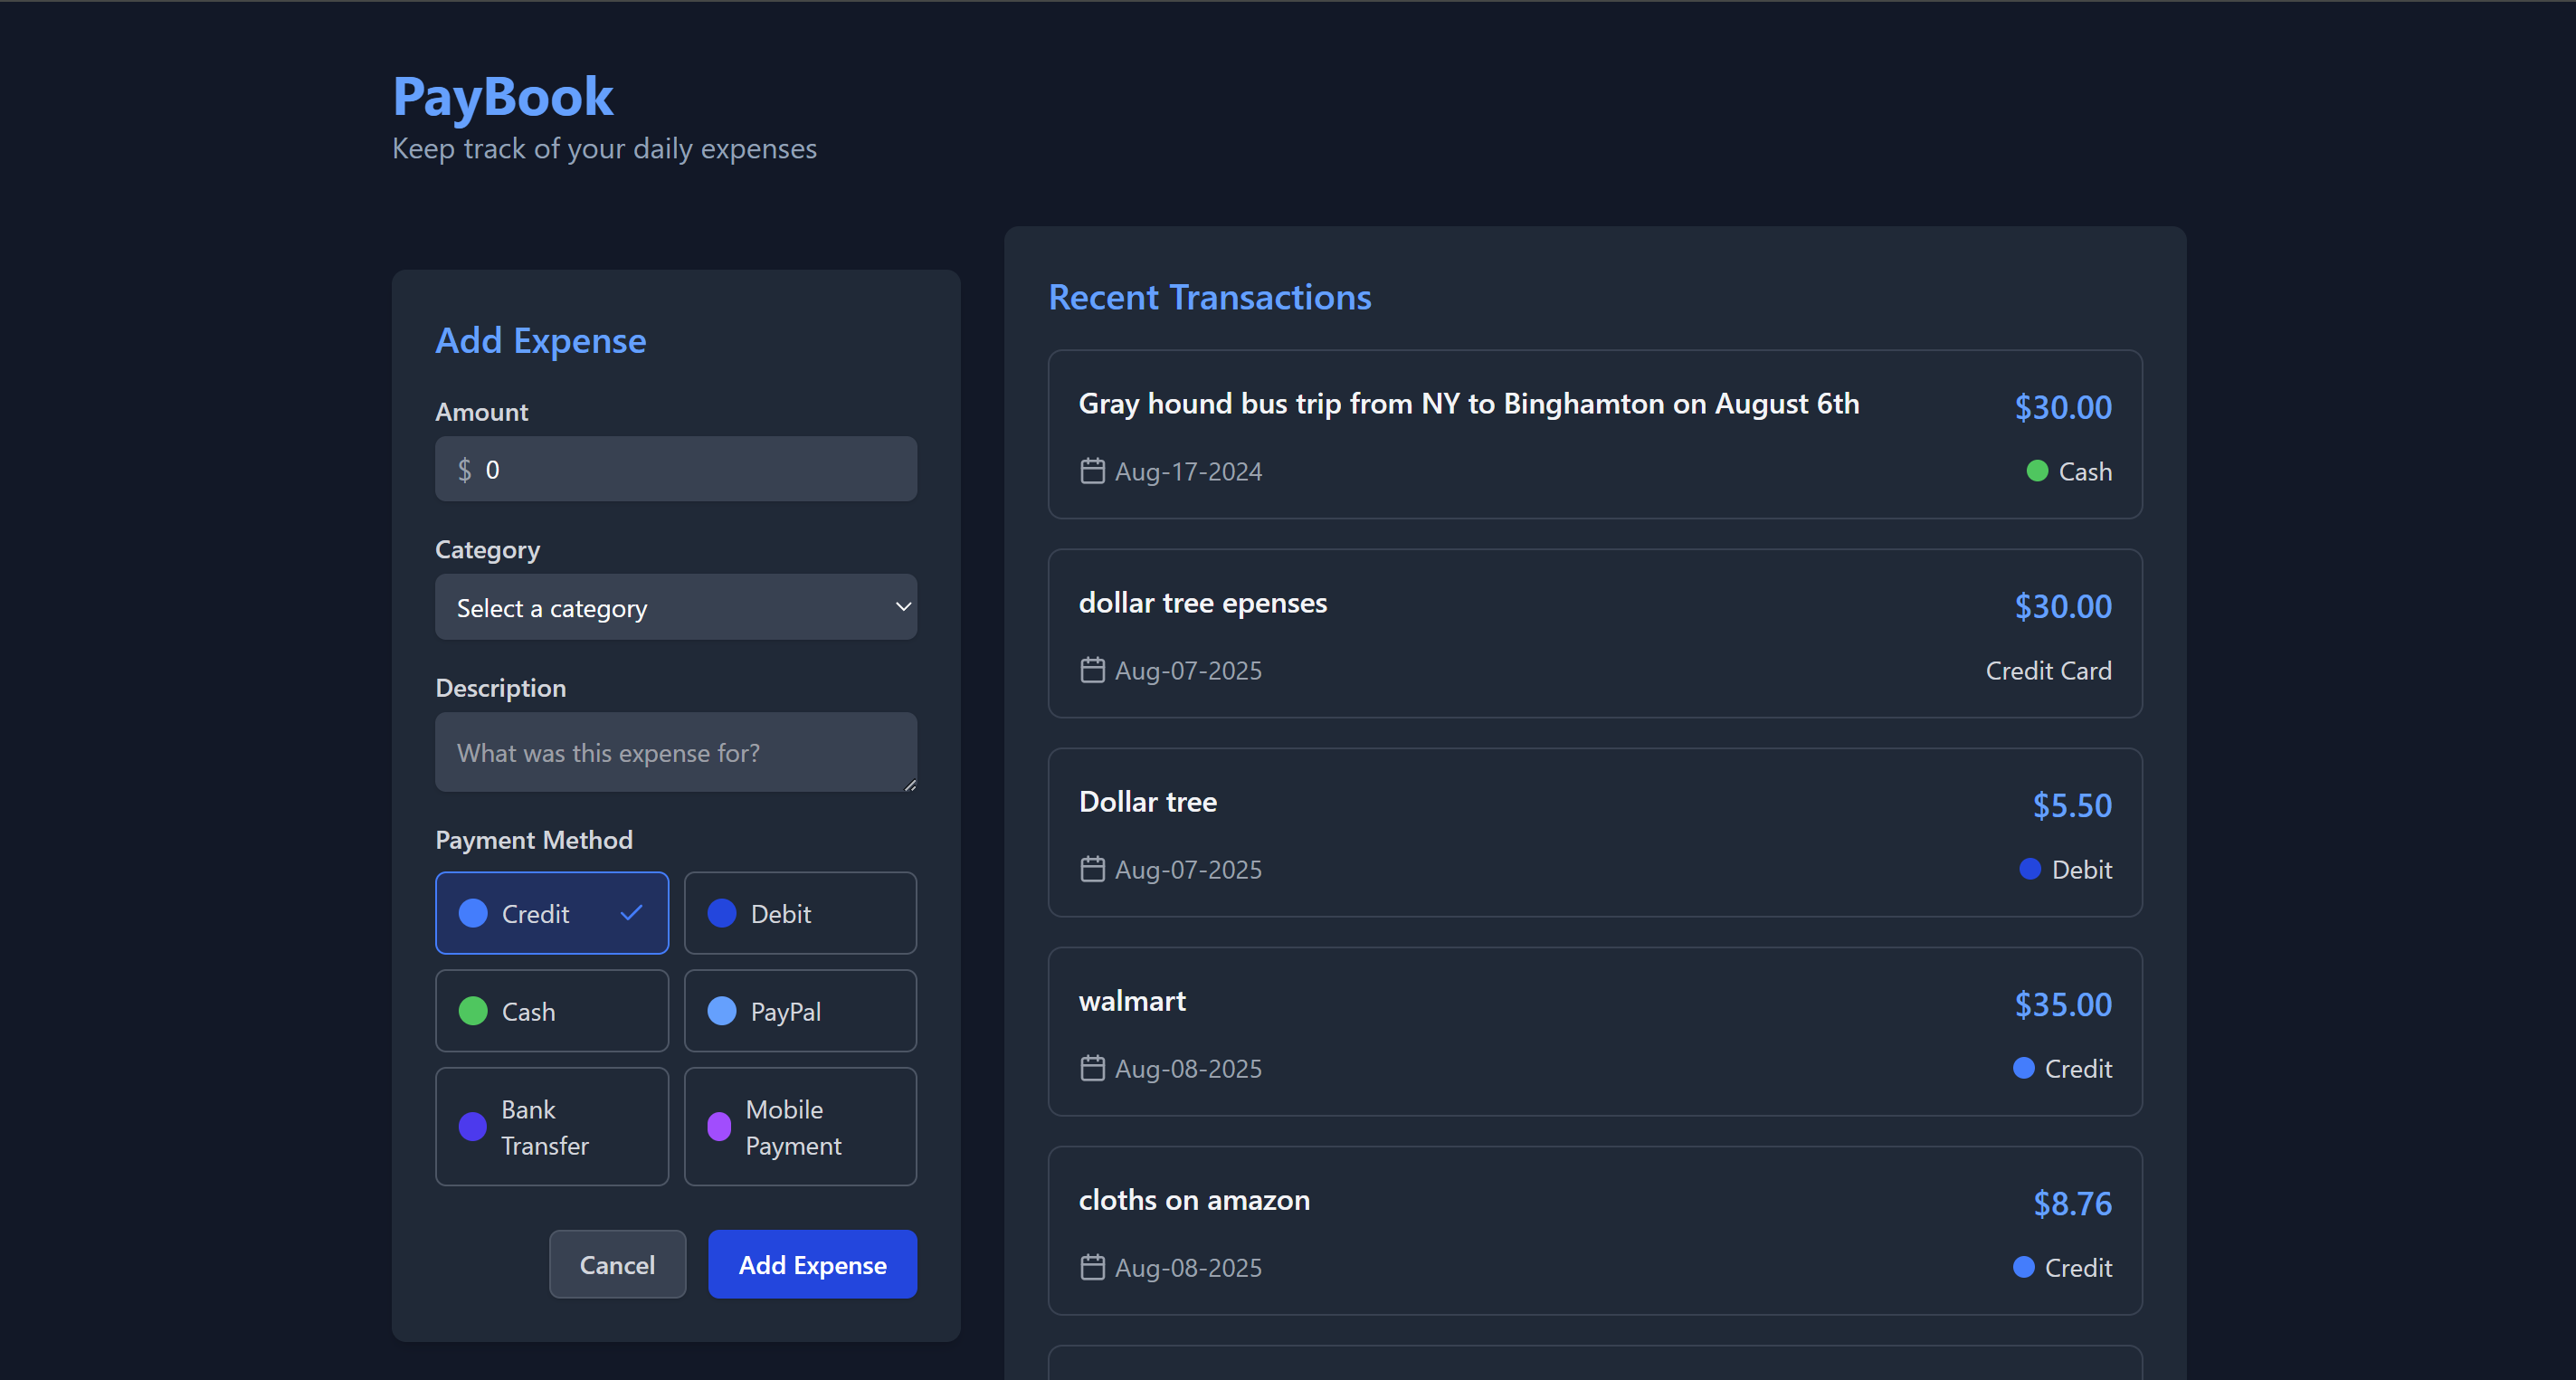 PayBook
Keep track of your daily expenses
Add Expense
Amount
$ 0
Category
Select a category
Description
What was this expense for?
Payment Method
Credit
Debit
Cash
PayPal
Bank
Transfer
Mobile
Payment
Cancel
Add Expense
Recent Transactions
Gray hound bus trip from NY to Binghamton on August 6th
$30.00
Aug-17-2024
Cash
dollar tree epenses
$30.00
Aug-07-2025
Credit Card
Dollar tree
$5.50
Aug-07-2025
Debit
walmart
$35.00
Aug-08-2025
Credit
cloths on amazon
$8.76
Aug-08-2025
Credit